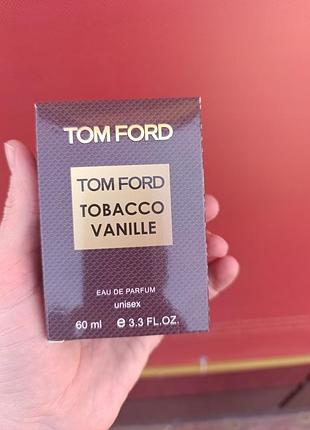 TOM FORD
TOM FORD
TOBACCO
VANILLE
EAU DE PARFUM
unisex
60 ml e 3.3 FL.OZ.